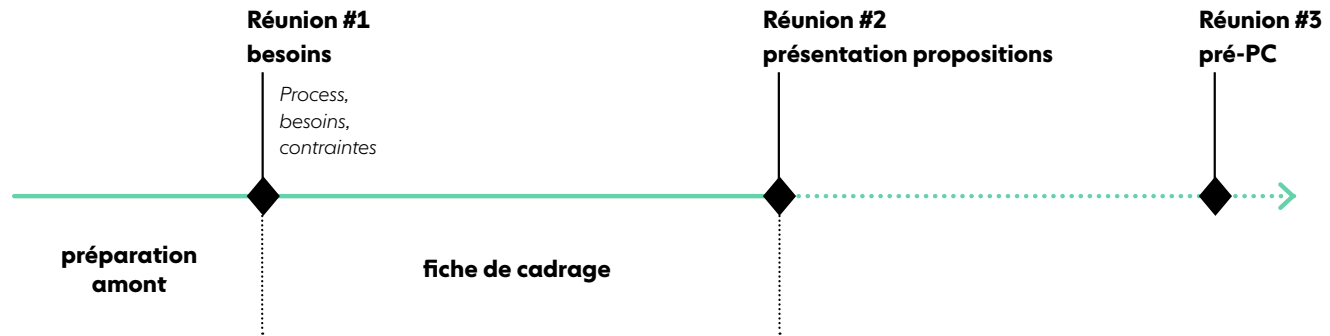 Réunion #1
besoins
Process,
besoins,
contraintes
Réunion #2
présentation propositions
Réunion #3
pré-PC
préparation
amont
fiche de cadrage